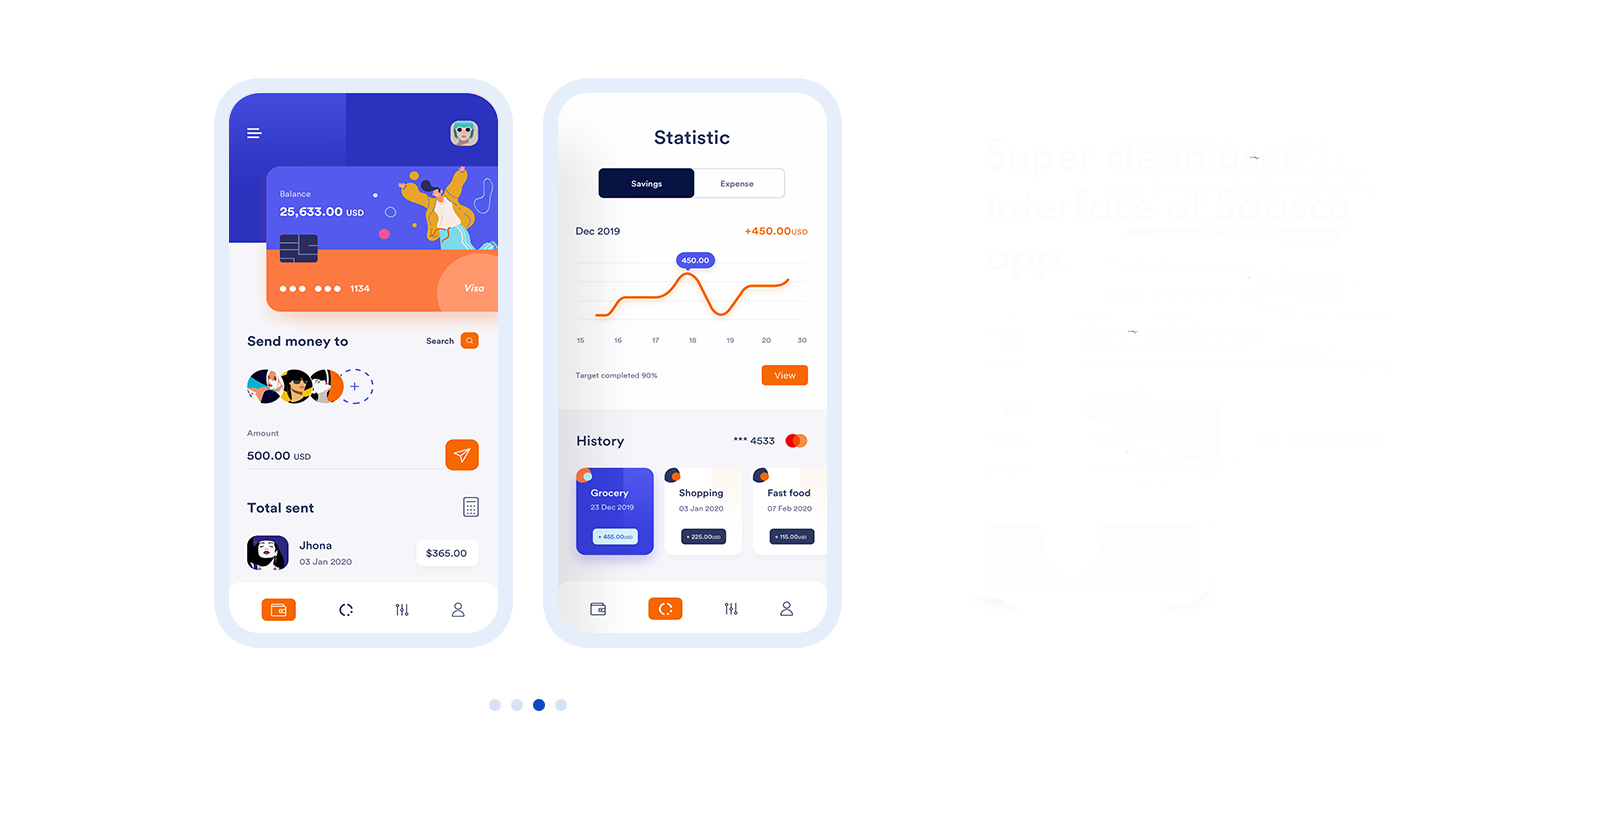 Balance
25,633.00 USD
1134
Visa
Send money to
Search
Amount
500.00 USD
Total sent
Jhona
03 Jan 2020
$365.00
Statistic
Savings
Expense
Dec 2019
+450.00USD
450.00
15 16 17 18 19 20 30
Target completed 90%
View
History
*** 4533
Grocery
23 Dec 2019
+ 455.00USD
Shopping
03 Jan 2020
+ 225.00USD
Fast food
07 Feb 2020
+ 115.00USD
Super clean user
interface of Saasco
app.